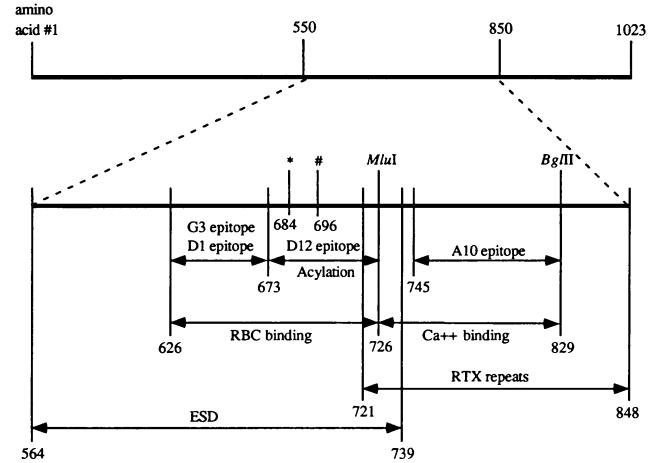 amino
acid #1
550
850
1023
* # MluI BglII
684 696
G3 epitope
D1 epitope
D12 epitope
A10 epitope
Acylation
673
745
RBC binding
Ca++ binding
626
726
829
RTX repeats
721
848
ESD
564
739